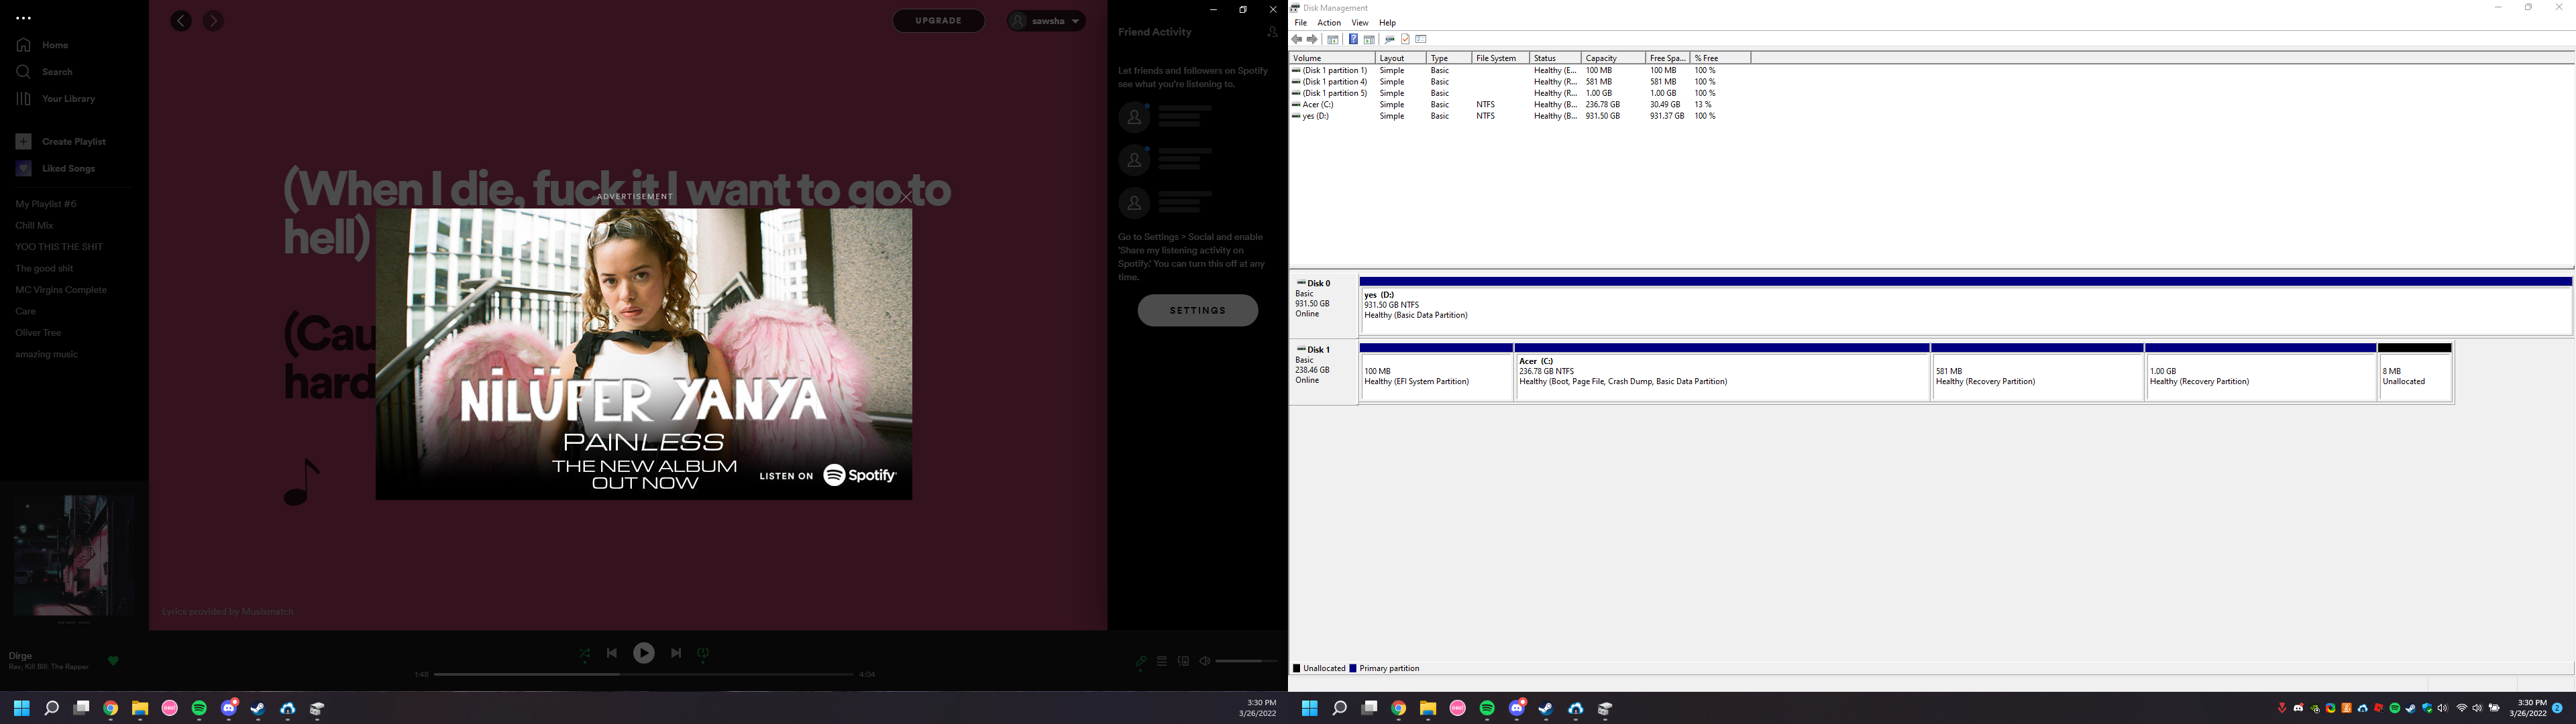 Home
Search
Your Library
Create Playlist
Liked Songs
My Playlist #6
Chill Mix
YOO THIS THE SHIT
The good shit
MC Virgins Complete
Care
Oliver Tree
amazing music
UPGRADE
sawsha
(When I die, fuck it I want to go to
hell)
(Cau
hard
ADVERTISEMENT
NİLÜFER YANYA
PAINLESS
THE NEW ALBUM
OUT NOW
LISTEN ON Spotify
Lyrics provided by Musixmatch
Friend Activity
Let friends and followers on Spotify
see what you're listening to.
Go to Settings > Social and enable
'Share my listening activity on
Spotify.' You can turn this off at any
time.
SETTINGS
Dirge
Rav, Kill Bill: The Rapper
1:48
4:04
3:30 PM
3/26/2022
Disk Management
File Action View Help
Volume Layout Type File System Status Capacity Free Spa... % Free
(Disk 1 partition 1) Simple Basic Healthy (E... 100 MB 100 MB 100 %
(Disk 1 partition 4) Simple Basic Healthy (R... 581 MB 581 MB 100 %
(Disk 1 partition 5) Simple Basic Healthy (R... 1.00 GB 1.00 GB 100 %
Acer (C:) Simple Basic NTFS Healthy (B... 236.78 GB 30.49 GB 13 %
yes (D:) Simple Basic NTFS Healthy (B... 931.50 GB 931.37 GB 100 %
Disk 0
Basic
931.50 GB
Online
yes (D:)
931.50 GB NTFS
Healthy (Basic Data Partition)
Disk 1
Basic
238.46 GB
Online
100 MB
Healthy (EFI System Partition)
Acer (C:)
236.78 GB NTFS
Healthy (Boot, Page File, Crash Dump, Basic Data Partition)
581 MB
Healthy (Recovery Partition)
1.00 GB
Healthy (Recovery Partition)
8 MB
Unallocated
Unallocated Primary partition
3:30 PM
3/26/2022
2